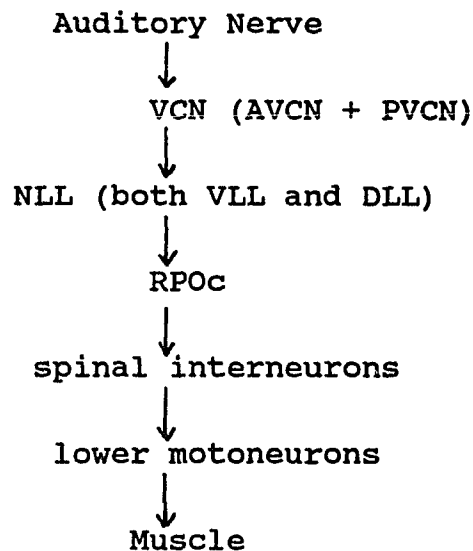 Auditory Nerve
VCN (AVCN + PVCN)
NLL (both VLL and DLL)
RPOc
spinal interneurons
lower motoneurons
Muscle